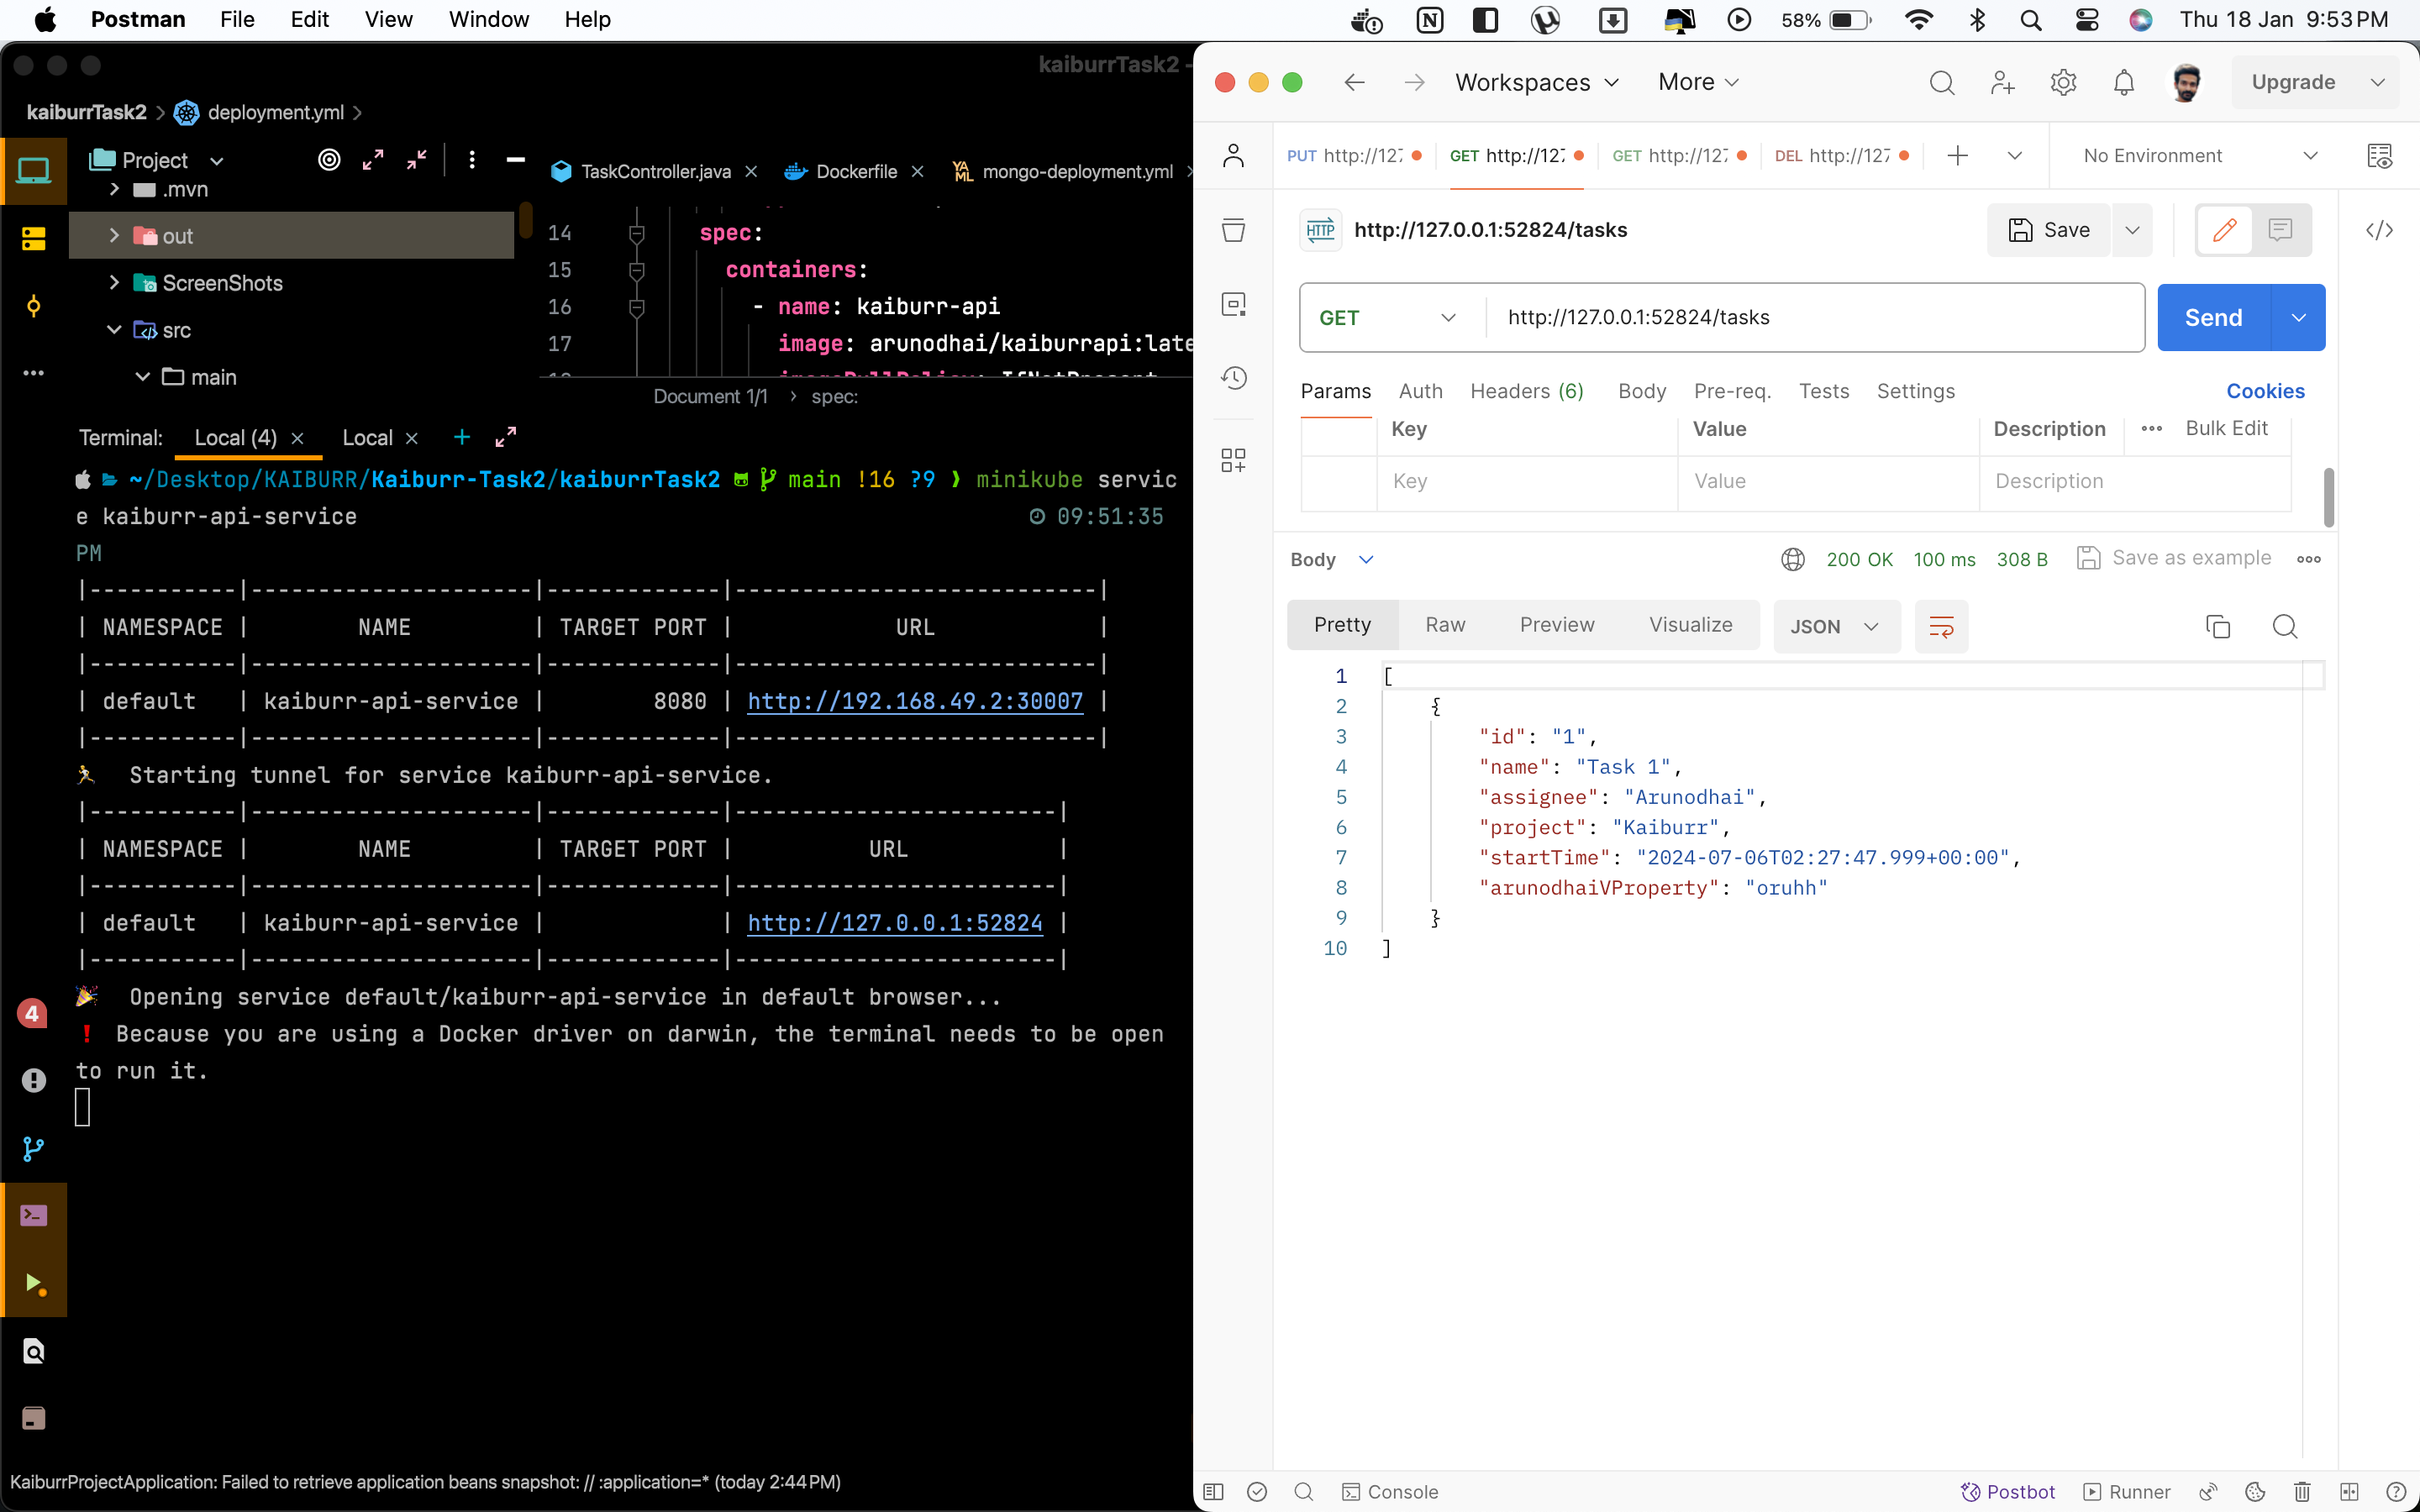 Postman File Edit View Window Help
58% Thu 18 Jan 9:53 PM
kaiburrTask2 –
kaiburrTask2 > deployment.yml >
Project
.mvn
out
ScreenShots
src
main
TaskController.java × Dockerfile × mongo-deployment.yml ×
14 spec:
15 containers:
16 - name: kaiburr-api
17 image: arunodhai/kaiburrapi:late
Document 1/1 > spec:
Terminal: Local (4) × Local × +
~/Desktop/KAIBURR/Kaiburr-Task2/kaiburrTask2 main !16 ?9 ❯ minikube servic
e kaiburr-api-service 09:51:35
PM
|-----------|---------------------|-------------|---------------------------|
| NAMESPACE | NAME | TARGET PORT | URL |
|-----------|---------------------|-------------|---------------------------|
| default | kaiburr-api-service | 8080 | http://192.168.49.2:30007 |
|-----------|---------------------|-------------|---------------------------|
🏃 Starting tunnel for service kaiburr-api-service.
|-----------|---------------------|-------------|------------------------|
| NAMESPACE | NAME | TARGET PORT | URL |
|-----------|---------------------|-------------|------------------------|
| default | kaiburr-api-service | | http://127.0.0.1:52824 |
|-----------|---------------------|-------------|------------------------|
🎉 Opening service default/kaiburr-api-service in default browser...
❗ Because you are using a Docker driver on darwin, the terminal needs to be open
to run it.
4
KaiburrProjectApplication: Failed to retrieve application beans snapshot: // :application=* (today 2:44 PM)
Workspaces More Upgrade
PUT http://127 GET http://127 GET http://127 DEL http://127 + No Environment
HTTP http://127.0.0.1:52824/tasks Save
GET http://127.0.0.1:52824/tasks Send
Params Auth Headers (6) Body Pre-req. Tests Settings Cookies
Key Value Description Bulk Edit
Key Value Description
Body 200 OK 100 ms 308 B Save as example
Pretty Raw Preview Visualize JSON
1 [
2 {
3 "id": "1",
4 "name": "Task 1",
5 "assignee": "Arunodhai",
6 "project": "Kaiburr",
7 "startTime": "2024-07-06T02:27:47.999+00:00",
8 "arunodhaiVProperty": "oruhh"
9 }
10 ]
Console Postbot Runner